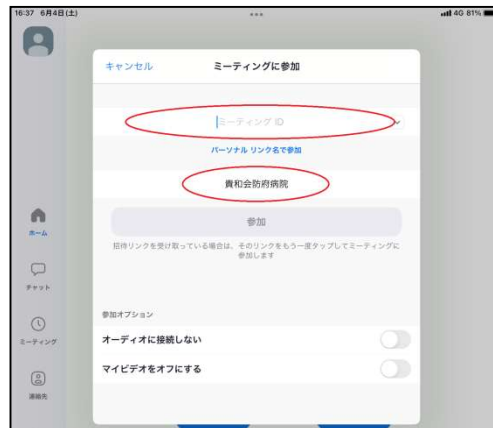 16:37 6月4日(土)
4G 81%
キャンセル
ミーティングに参加
ミーティング ID
パーソナル リンク名で参加
貴和会防府病院
参加
招待リンクを受け取っている場合は、そのリンクをもう一度タップしてミーティングに
参加します
ホーム
チャット
ミーティング
連絡先
参加オプション
オーディオに接続しない
マイビデオをオフにする